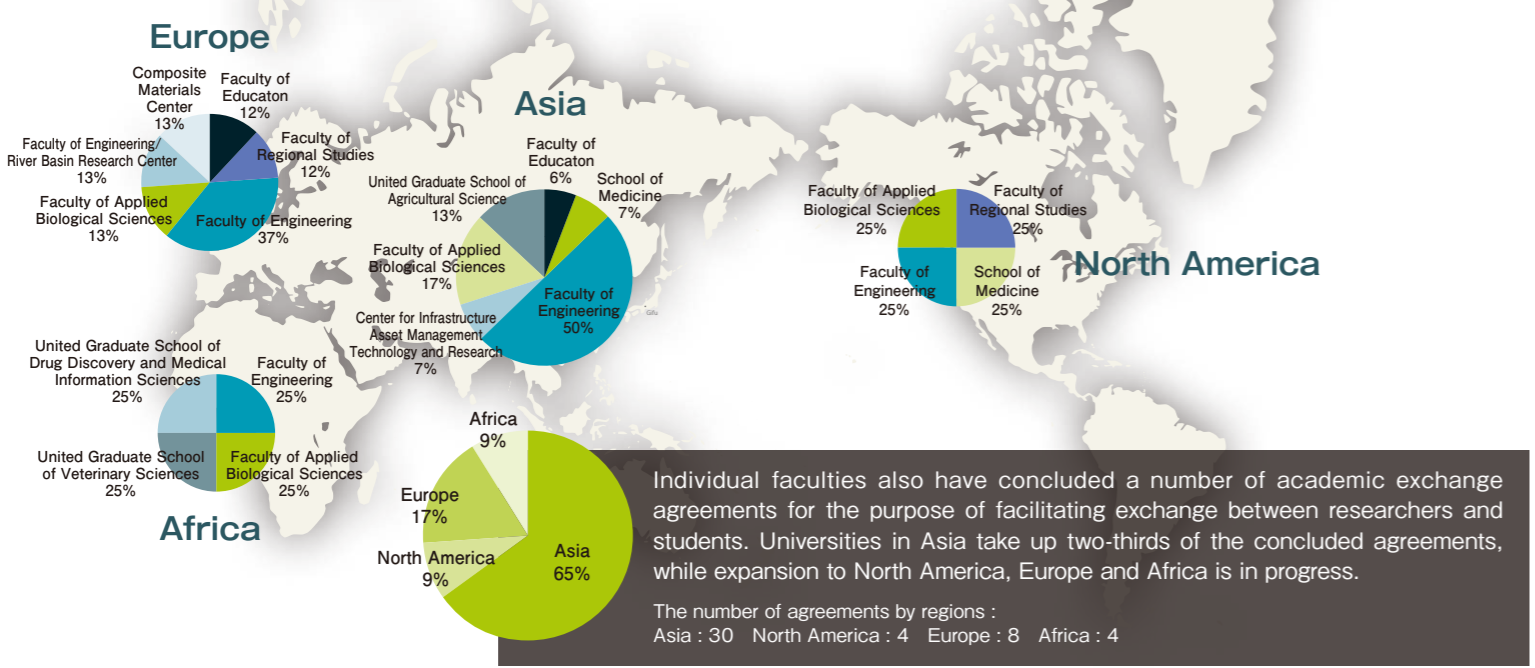 Europe
Composite
Materials
Center
13%
Faculty of
Educaton
12%
Faculty of
Regional Studies
12%
Faculty of Engineering/
River Basin Research Center
13%
Faculty of Applied
Biological Sciences
13%
Faculty of Engineering
37%
Asia
Faculty of
Educaton
6%
School of
Medicine
7%
United Graduate School of
Agricultural Science
13%
Faculty of Applied
Biological Sciences
17%
Faculty of
Engineering
50%
Center for Infrastructure
Asset Management
Technology and Research
7%
Gifu
North America
Faculty of Applied
Biological Sciences
25%
Faculty of
Regional Studies
25%
Faculty of
Engineering
25%
School of
Medicine
25%
United Graduate School of
Drug Discovery and Medical
Information Sciences
25%
Faculty of
Engineering
25%
United Graduate School
of Veterinary Sciences
25%
Faculty of Applied
Biological Sciences
25%
Africa
Africa
9%
Europe
17%
North America
9%
Asia
65%
Individual faculties also have concluded a number of academic exchange
agreements for the purpose of facilitating exchange between researchers and
students. Universities in Asia take up two-thirds of the concluded agreements,
while expansion to North America, Europe and Africa is in progress.
The number of agreements by regions :
Asia : 30 North America : 4 Europe : 8 Africa : 4